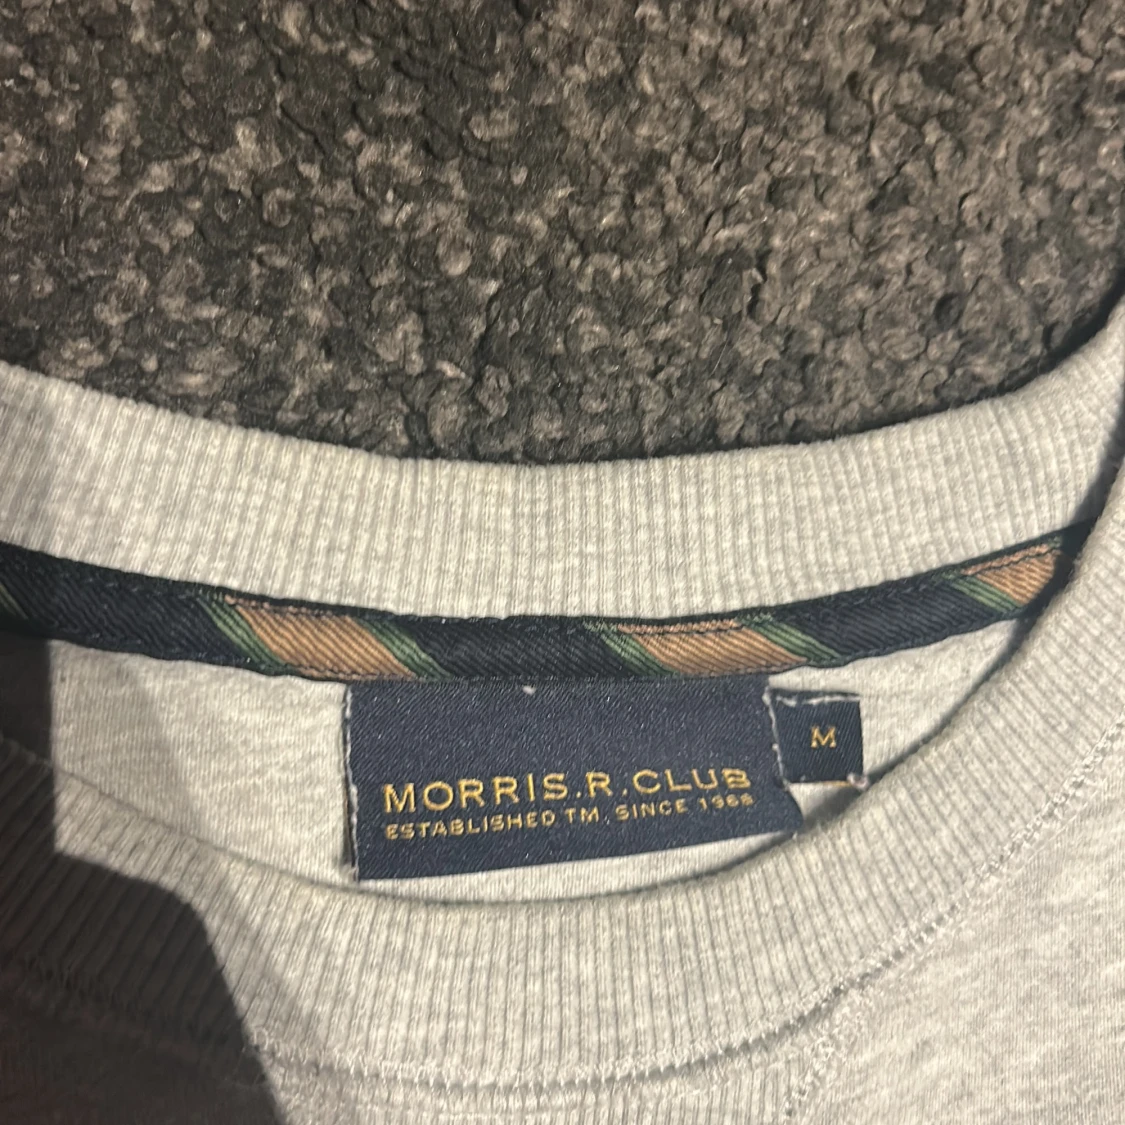 MORRIS.R.CLUB
ESTABLISHED TM, SINCE 1968
M